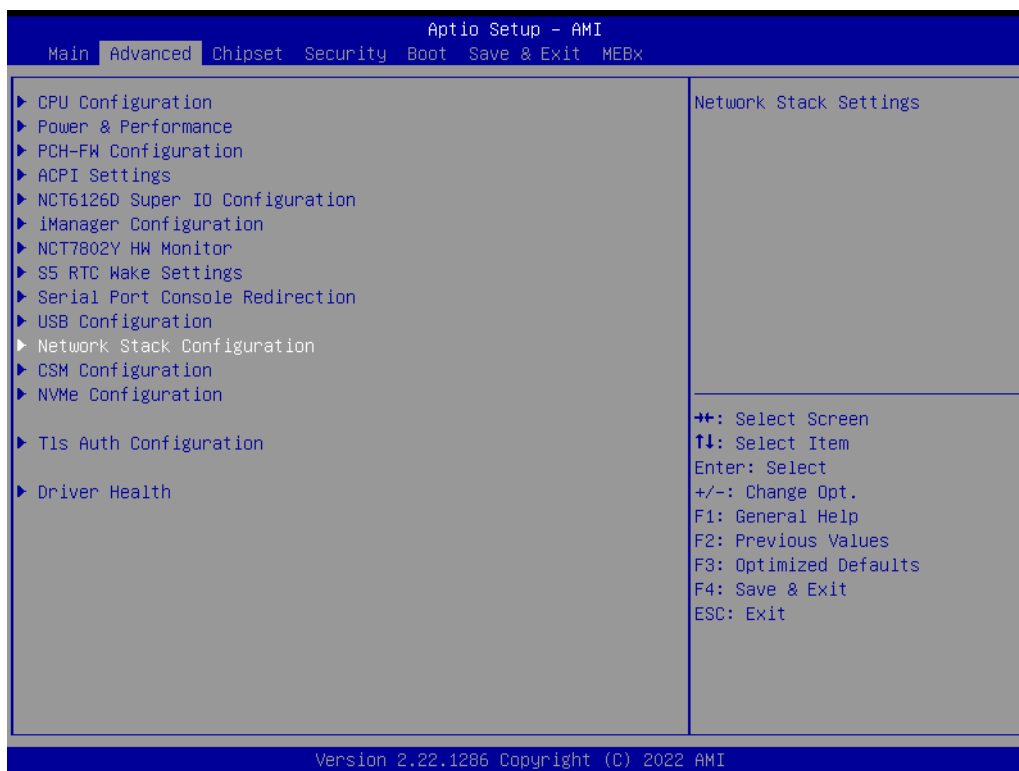 Aptio Setup – AMI
Main Advanced Chipset Security Boot Save & Exit MEBx
▶ CPU Configuration
▶ Power & Performance
▶ PCH-FW Configuration
▶ ACPI Settings
▶ NCT6126D Super IO Configuration
▶ iManager Configuration
▶ NCT7802Y HW Monitor
▶ S5 RTC Wake Settings
▶ Serial Port Console Redirection
▶ USB Configuration
▶ Network Stack Configuration
▶ CSM Configuration
▶ NVMe Configuration
▶ Tls Auth Configuration
▶ Driver Health
Network Stack Settings
→←: Select Screen
↑↓: Select Item
Enter: Select
+/-: Change Opt.
F1: General Help
F2: Previous Values
F3: Optimized Defaults
F4: Save & Exit
ESC: Exit
Version 2.22.1286 Copyright (C) 2022 AMI